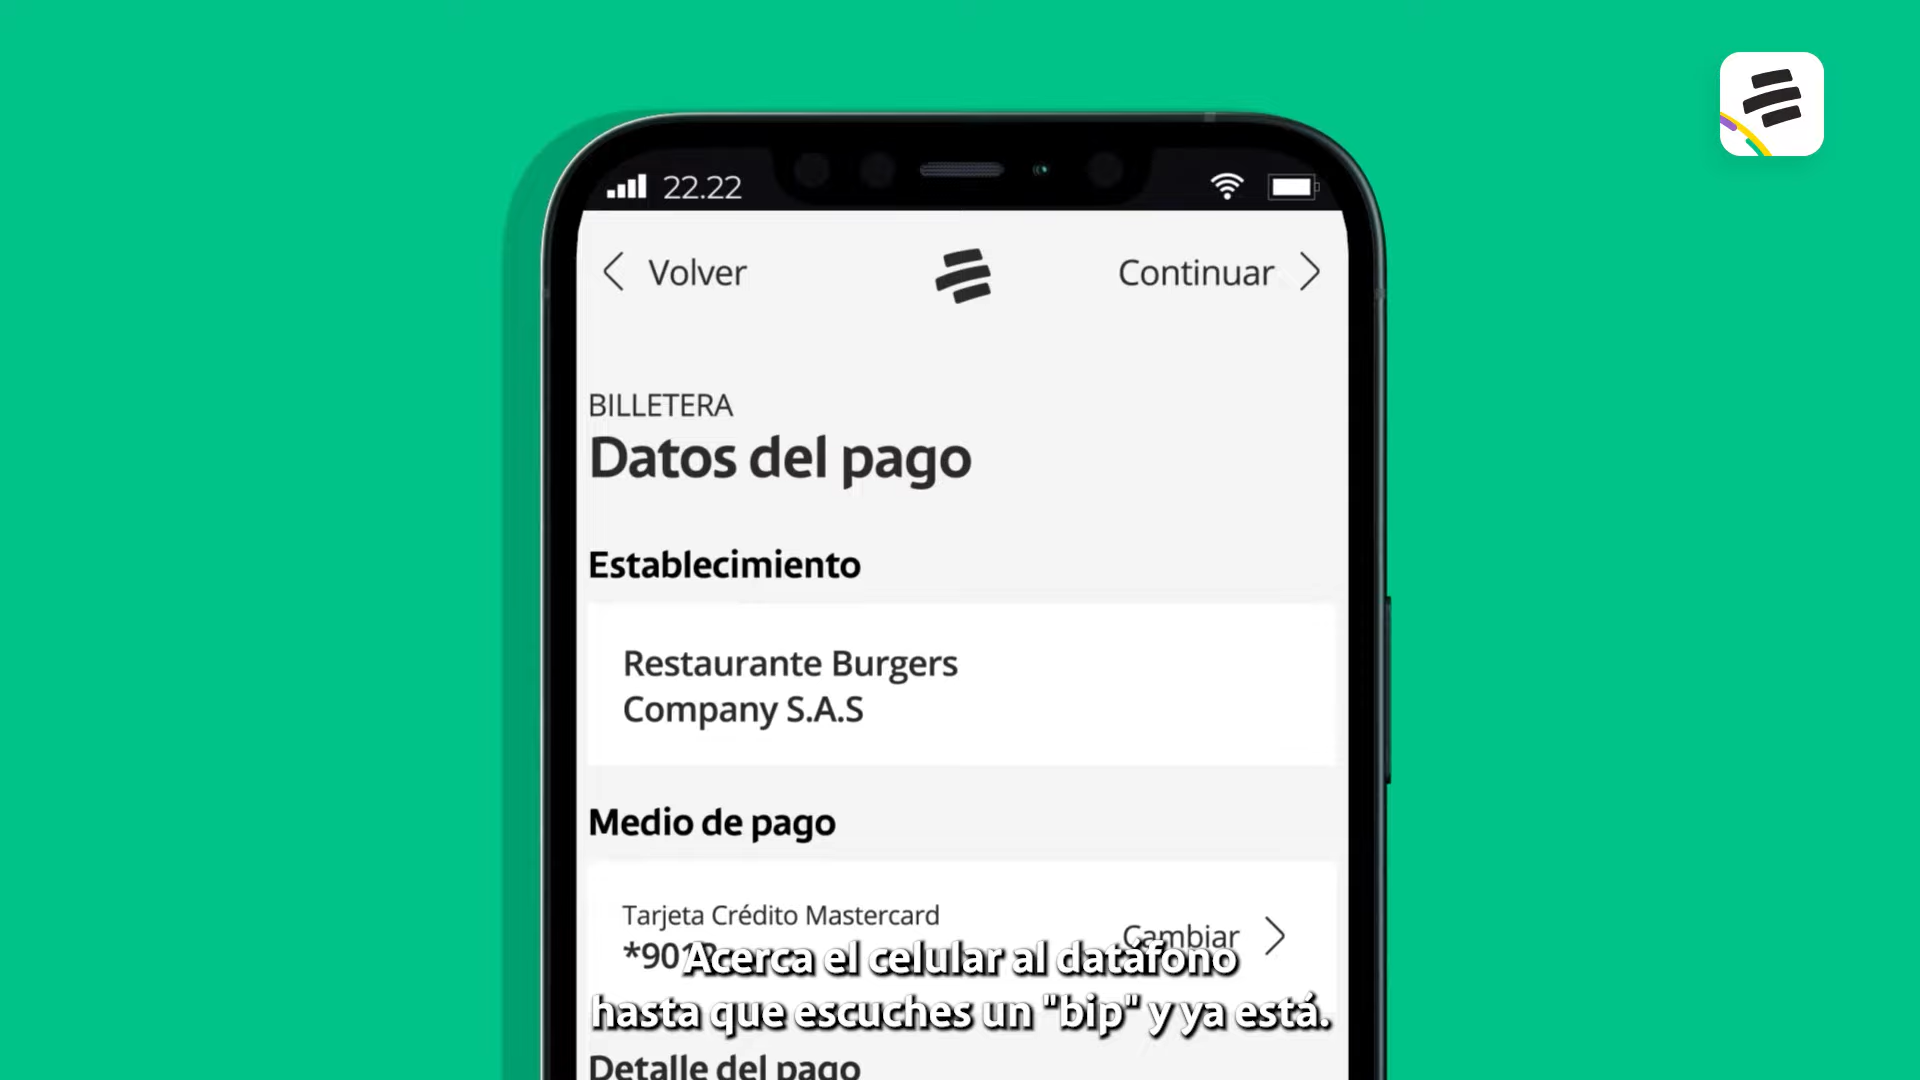 22.22
Volver
Continuar
BILLETERA
Datos del pago
Establecimiento
Restaurante Burgers
Company S.A.S
Medio de pago
Tarjeta Crédito Mastercard
Cambiar
Acerca el celular al datáfono
hasta que escuches un "bip" y ya está.
Detalle del pago